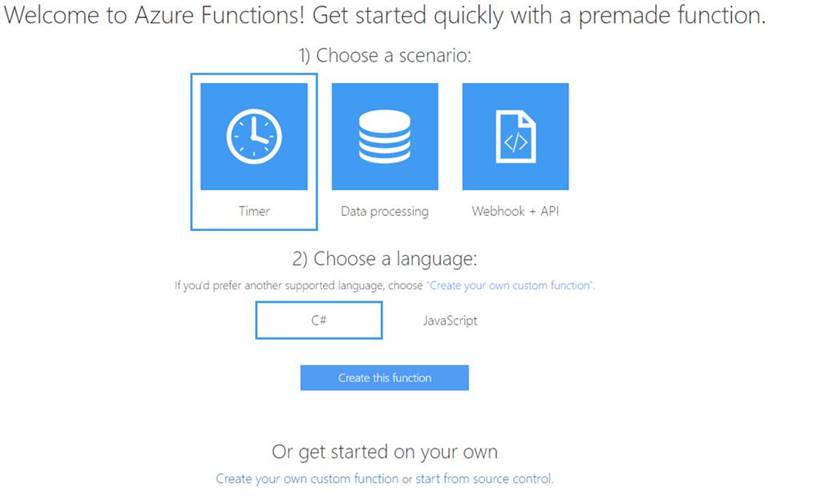 Welcome to Azure Functions! Get started quickly with a premade function.
1) Choose a scenario:
</>
Timer
Data processing
Webhook + API
2) Choose a language:
If you'd prefer another supported language, choose "Create your own custom function".
C#
JavaScript
Create this function
Or get started on your own
Create your own custom function or start from source control.